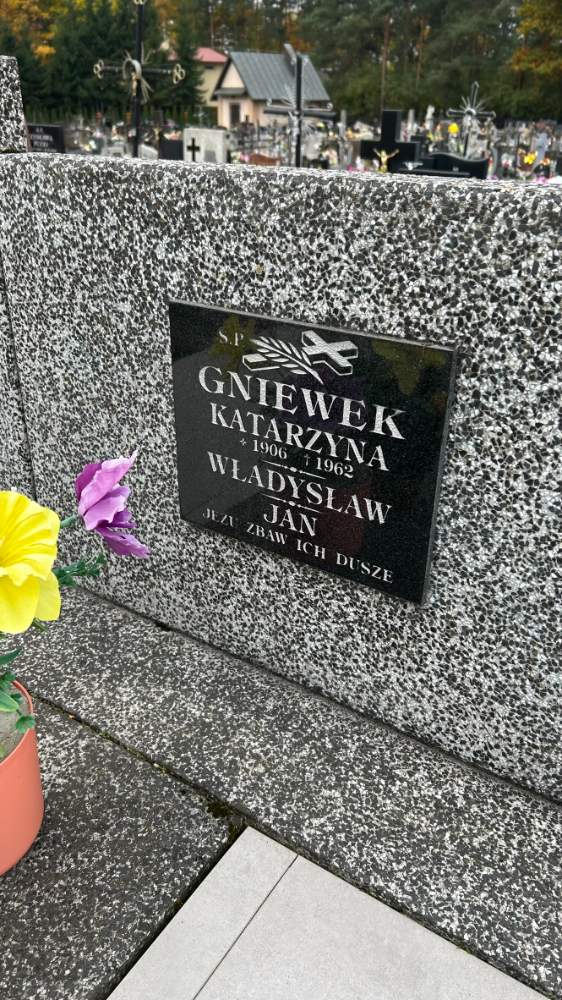 S.P.
GNIEWEK
KATARZYNA
* 1906 † 1962
WŁADYSŁAW
JAN
JEZU ZBAW ICH DUSZE